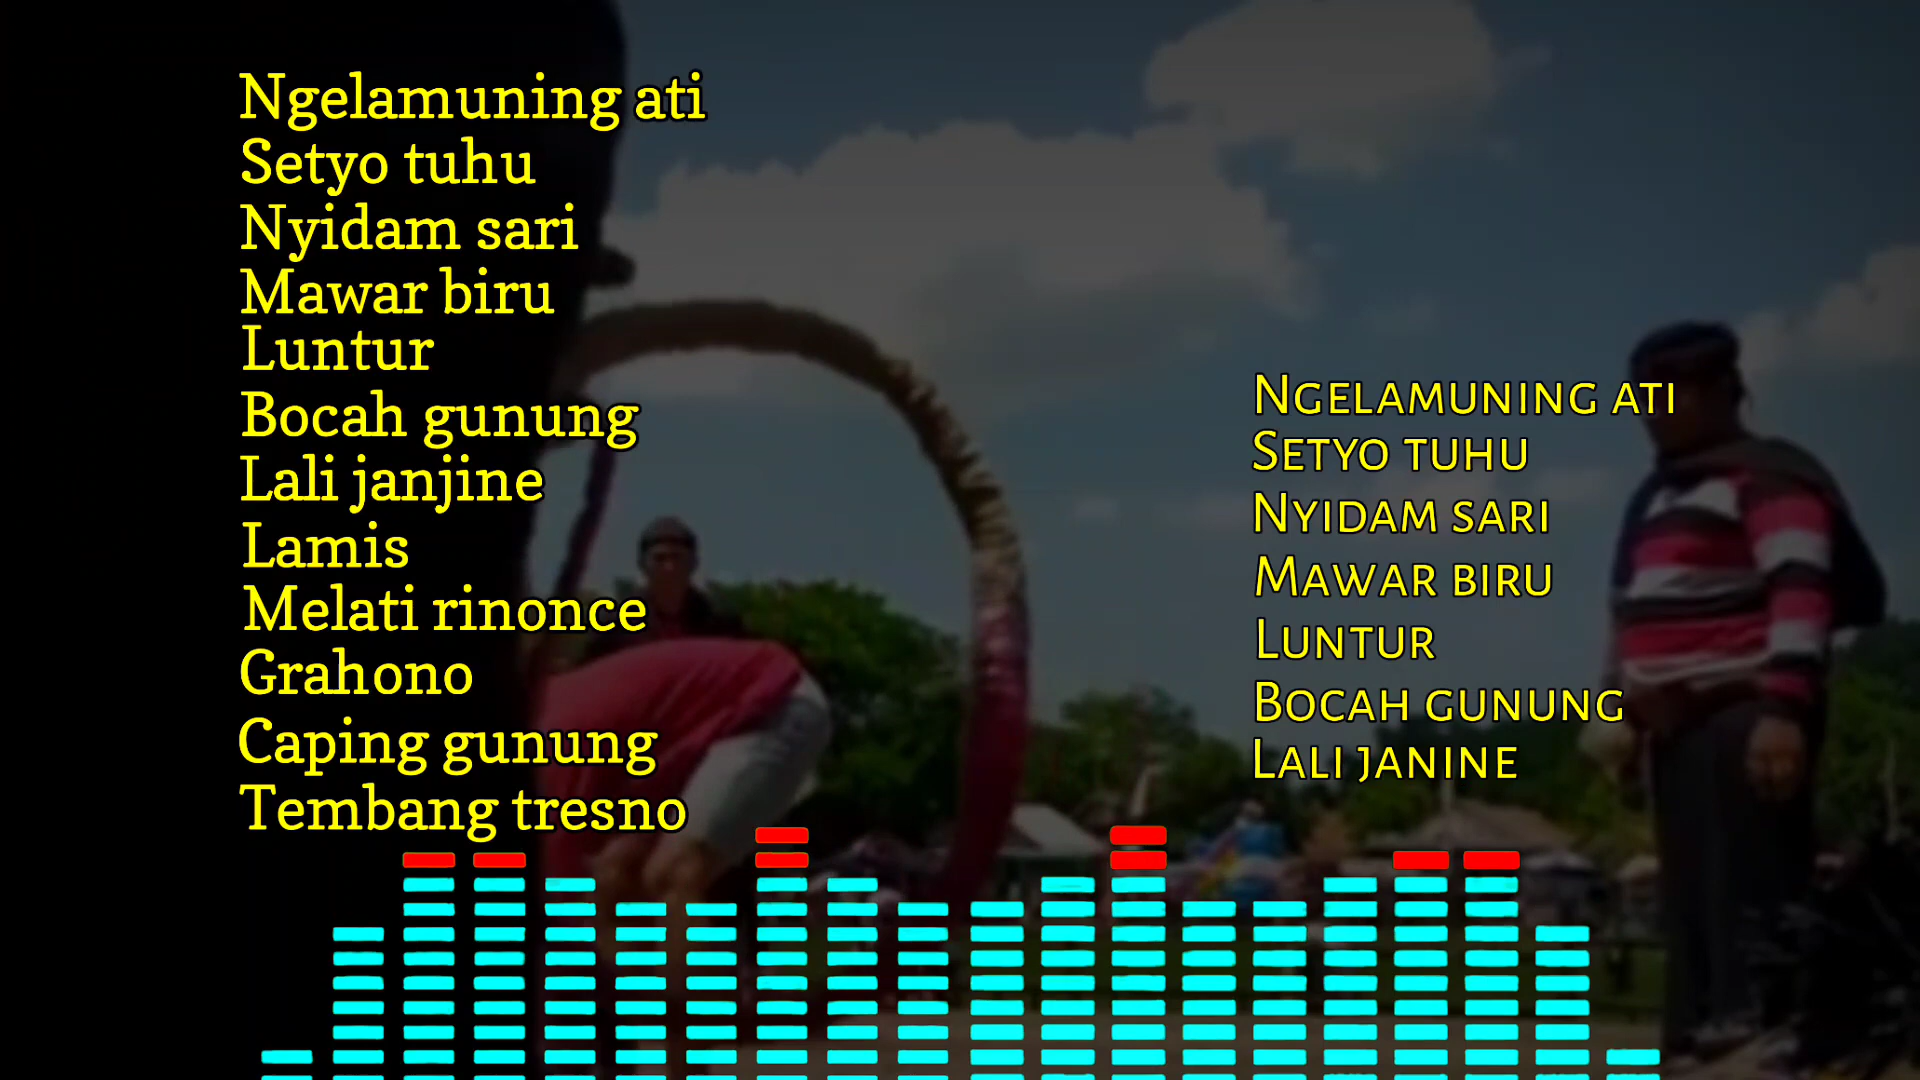 Ngelamuning ati
Setyo tuhu
Nyidam sari
Mawar biru
Luntur
Bocah gunung
Lali janjine
Lamis
Melati rinonce
Grahono
Caping gunung
Tembang tresno
Ngelamuning ati
Setyo tuhu
Nyidam sari
Mawar biru
Luntur
Bocah gunung
Lali janine